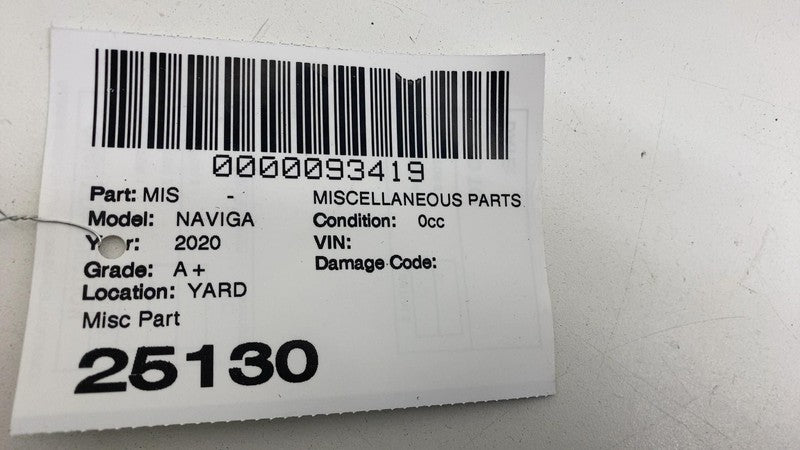 0000093419
Part: MIS - MISCELLANEOUS PARTS
Model: NAVIGA Condition: 0cc
2020 VIN:
Grade: A+ Damage Code:
Location: YARD
Misc Part
25130